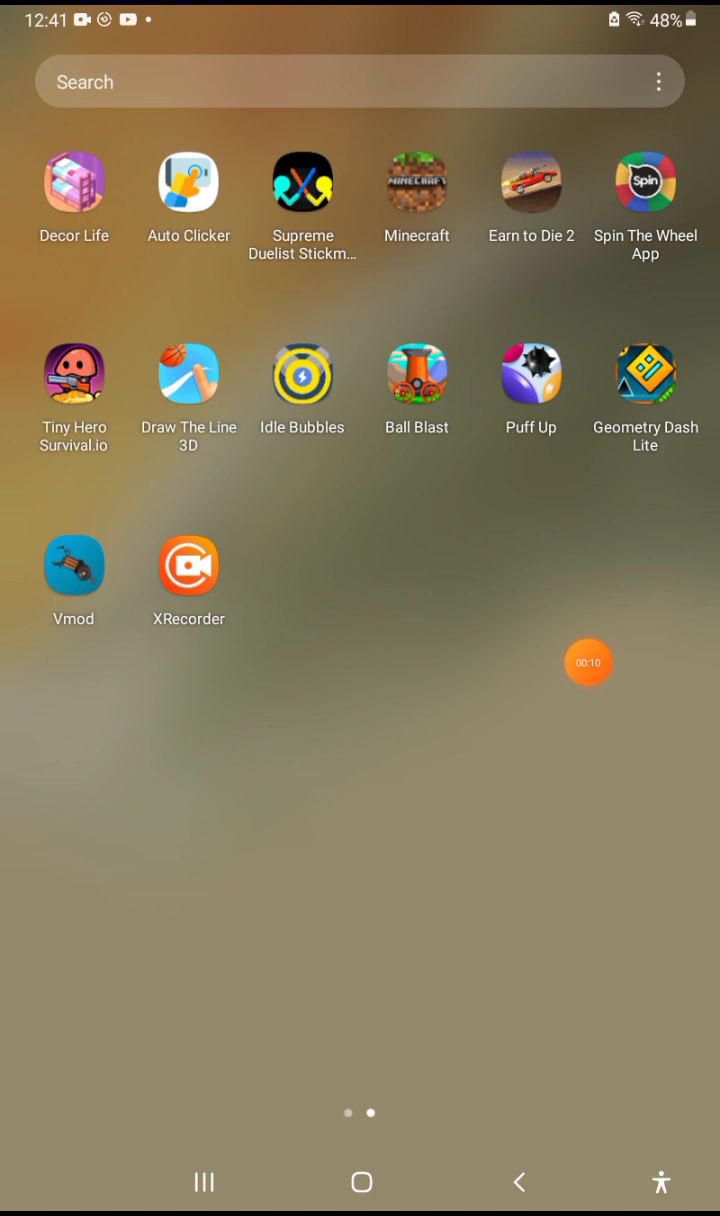 12:41
48%
Search
Decor Life
Auto Clicker
Supreme
Duelist Stickm...
MINECRAFT
Minecraft
Earn to Die 2
Spin
Spin The Wheel
App
Tiny Hero
Survival.io
Draw The Line
3D
Idle Bubbles
Ball Blast
Puff Up
Geometry Dash
Lite
Vmod
XRecorder
00:10